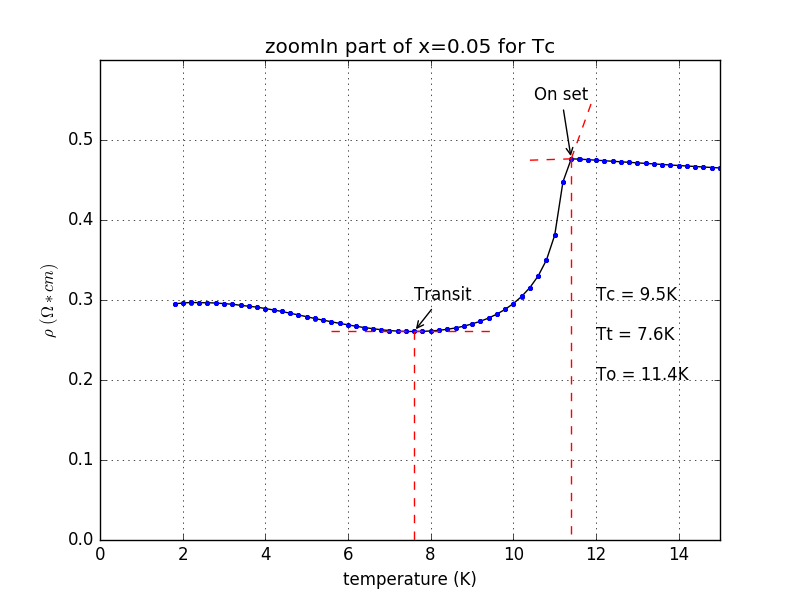 zoomIn part of x=0.05 for Tc
On set
0.5
0.4
0.3
0.2
0.1
0.0
ρ (Ω∗cm)
Transit
Tc = 9.5K
Tt = 7.6K
To = 11.4K
0 2 4 6 8 10 12 14
temperature (K)